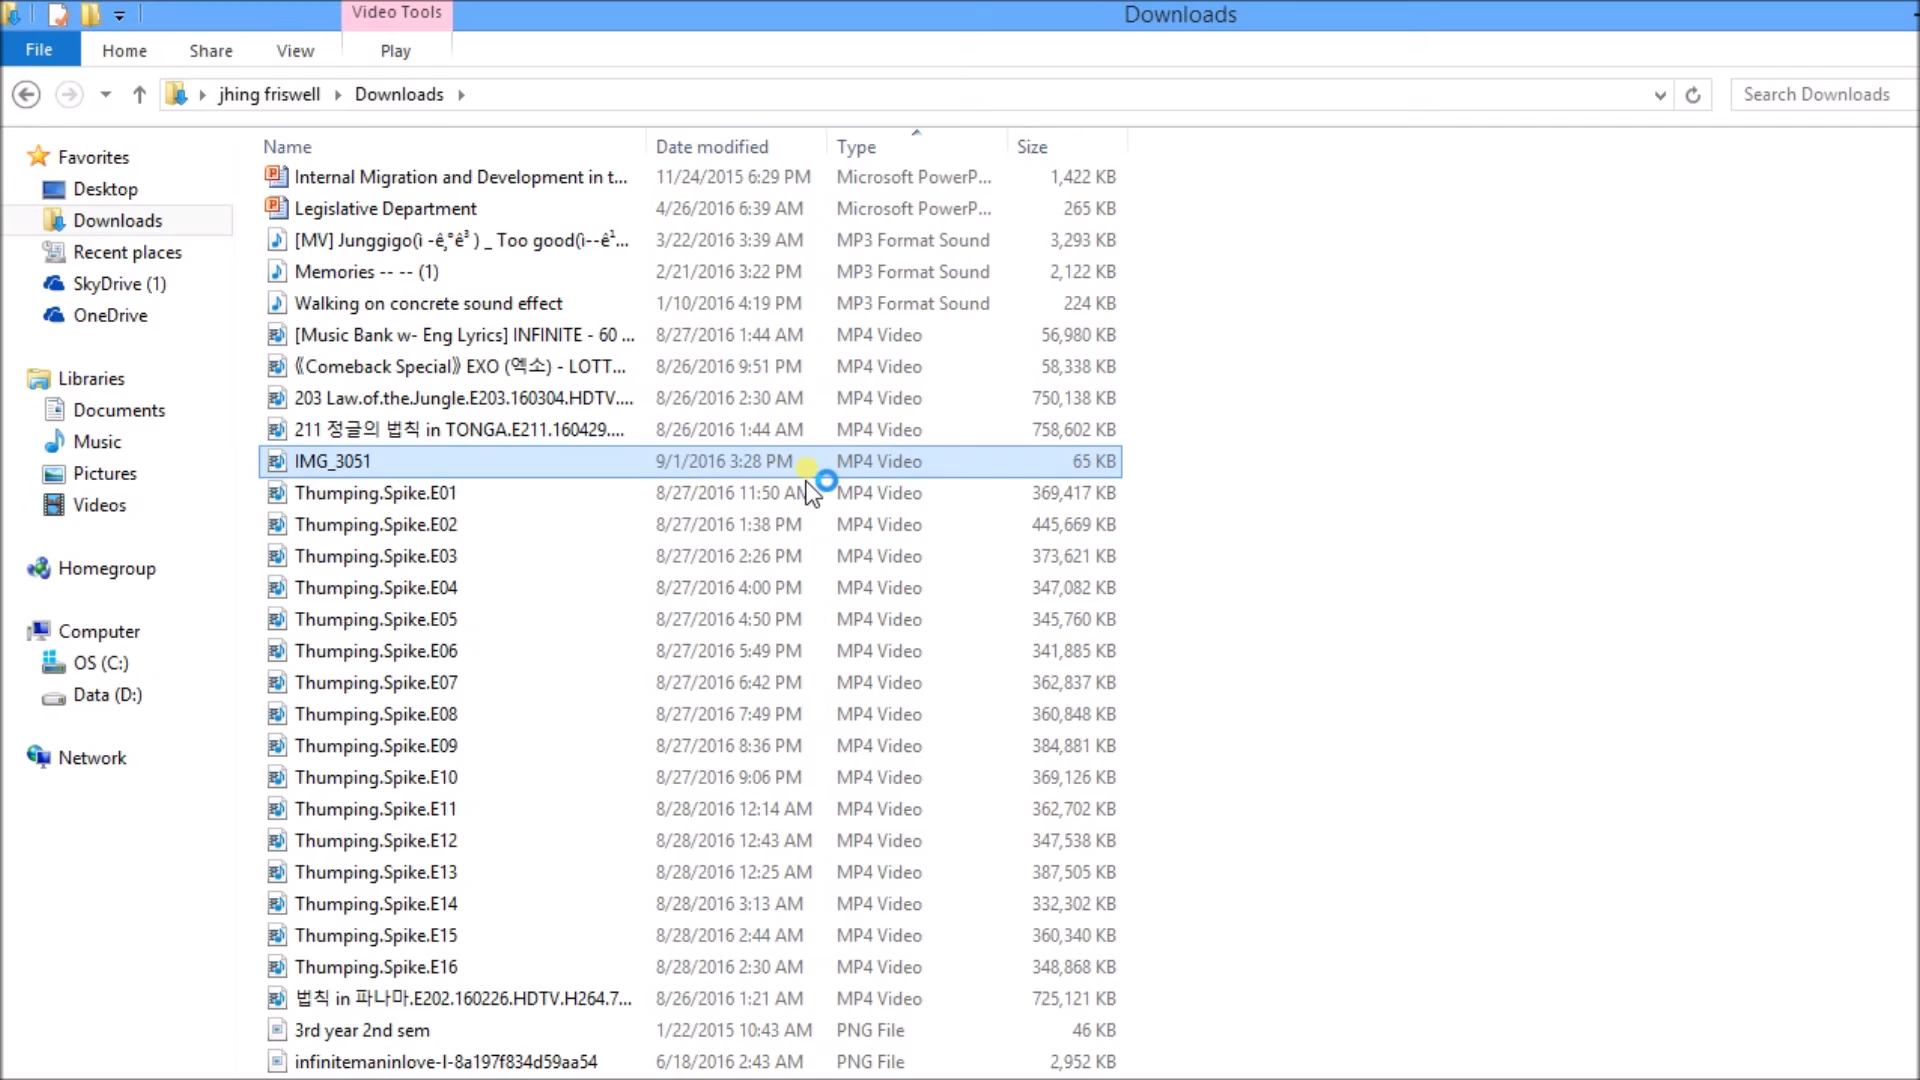 Video Tools
Downloads
File Home Share View Play
jhing friswell Downloads
Search Downloads
Favorites
Desktop
Downloads
Recent places
SkyDrive (1)
OneDrive
Libraries
Documents
Music
Pictures
Videos
Homegroup
Computer
OS (C:)
Data (D:)
Network
Name Date modified Type Size
Internal Migration and Development in t... 11/24/2015 6:29 PM Microsoft PowerP... 1,422 KB
Legislative Department 4/26/2016 6:39 AM Microsoft PowerP... 265 KB
[MV] Junggigo(ì -ê¸°ê³ ) _ Too good(ì--ê¹... 3/22/2016 3:39 AM MP3 Format Sound 3,293 KB
Memories -- -- (1) 2/21/2016 3:22 PM MP3 Format Sound 2,122 KB
Walking on concrete sound effect 1/10/2016 4:19 PM MP3 Format Sound 224 KB
[Music Bank w- Eng Lyrics] INFINITE - 60 ... 8/27/2016 1:44 AM MP4 Video 56,980 KB
《Comeback Special》 EXO (엑소) - LOTT... 8/26/2016 9:51 PM MP4 Video 58,338 KB
203 Law.of.the.Jungle.E203.160304.HDTV.... 8/26/2016 2:30 AM MP4 Video 750,138 KB
211 정글의 법칙 in TONGA.E211.160429.... 8/26/2016 1:44 AM MP4 Video 758,602 KB
IMG_3051 9/1/2016 3:28 PM MP4 Video 65 KB
Thumping.Spike.E01 8/27/2016 11:50 AM MP4 Video 369,417 KB
Thumping.Spike.E02 8/27/2016 1:38 PM MP4 Video 445,669 KB
Thumping.Spike.E03 8/27/2016 2:26 PM MP4 Video 373,621 KB
Thumping.Spike.E04 8/27/2016 4:00 PM MP4 Video 347,082 KB
Thumping.Spike.E05 8/27/2016 4:50 PM MP4 Video 345,760 KB
Thumping.Spike.E06 8/27/2016 5:49 PM MP4 Video 341,885 KB
Thumping.Spike.E07 8/27/2016 6:42 PM MP4 Video 362,837 KB
Thumping.Spike.E08 8/27/2016 7:49 PM MP4 Video 360,848 KB
Thumping.Spike.E09 8/27/2016 8:36 PM MP4 Video 384,881 KB
Thumping.Spike.E10 8/27/2016 9:06 PM MP4 Video 369,126 KB
Thumping.Spike.E11 8/28/2016 12:14 AM MP4 Video 362,702 KB
Thumping.Spike.E12 8/28/2016 12:43 AM MP4 Video 347,538 KB
Thumping.Spike.E13 8/28/2016 12:25 AM MP4 Video 387,505 KB
Thumping.Spike.E14 8/28/2016 3:13 AM MP4 Video 332,302 KB
Thumping.Spike.E15 8/28/2016 2:44 AM MP4 Video 360,340 KB
Thumping.Spike.E16 8/28/2016 2:30 AM MP4 Video 348,868 KB
법칙 in 파나마.E202.160226.HDTV.H264.7... 8/26/2016 1:21 AM MP4 Video 725,121 KB
3rd year 2nd sem 1/22/2015 10:43 AM PNG File 46 KB
infinitemaninlove-I-8a197f834d59aa54 6/18/2016 2:43 AM PNG File 2,952 KB